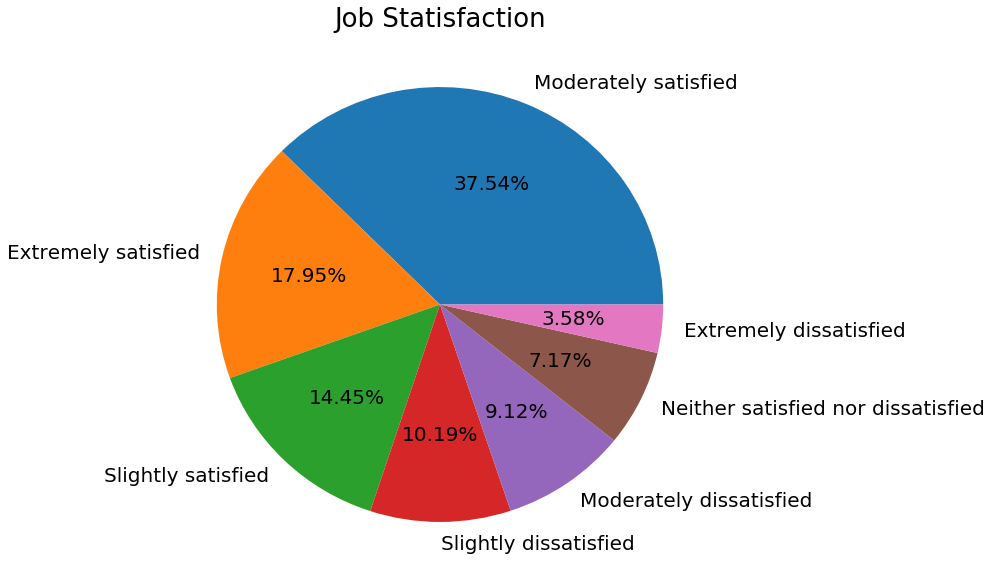 Job Statisfaction
Moderately satisfied
37.54%
Extremely satisfied
17.95%
Slightly satisfied
14.45%
Slightly dissatisfied
10.19%
Moderately dissatisfied
9.12%
Neither satisfied nor dissatisfied
7.17%
Extremely dissatisfied
3.58%